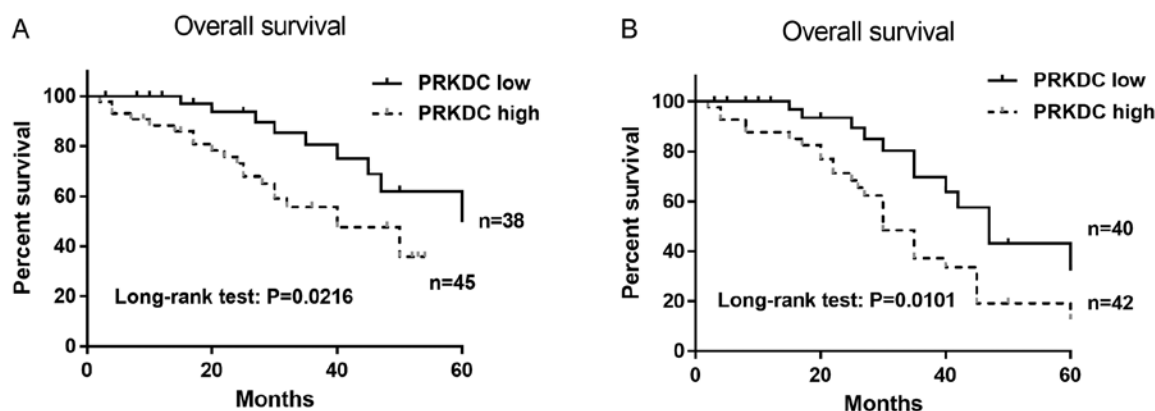 A
Overall survival
PRKDC low
PRKDC high
Percent survival
100
80
60
40
20
0
n=38
n=45
Long-rank test: P=0.0216
0 20 40 60
Months
B
Overall survival
PRKDC low
PRKDC high
Percent survival
100
80
60
40
20
0
n=40
n=42
Long-rank test: P=0.0101
0 20 40 60
Months